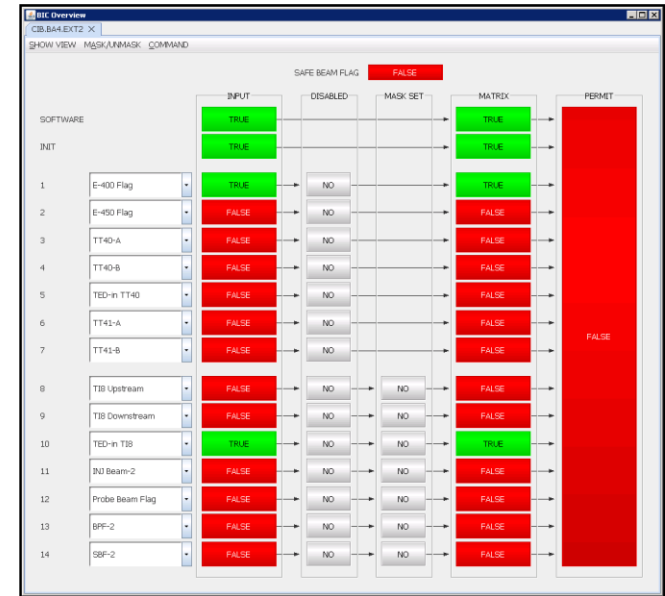 BIC Overview
CIB.BA4.EXT2
SHOW VIEW MASK/UNMASK COMMAND
SAFE BEAM FLAG FALSE
INPUT DISABLED MASK SET MATRIX PERMIT
SOFTWARE TRUE TRUE
INIT TRUE TRUE
1 E-400 Flag TRUE NO TRUE
2 E-450 Flag FALSE NO FALSE
3 TT40-A FALSE NO FALSE
4 TT40-B FALSE NO FALSE
5 TED-in TT40 FALSE NO FALSE
6 TT41-A FALSE NO FALSE
FALSE
7 TT41-B FALSE NO FALSE
8 TI8 Upstream FALSE NO NO FALSE
9 TI8 Downstream FALSE NO NO FALSE
10 TED-in TI8 TRUE NO NO TRUE
11 INJ Beam-2 FALSE NO NO FALSE
12 Probe Beam Flag FALSE NO NO FALSE
13 BPF-2 FALSE NO NO FALSE
14 SBF-2 FALSE NO NO FALSE